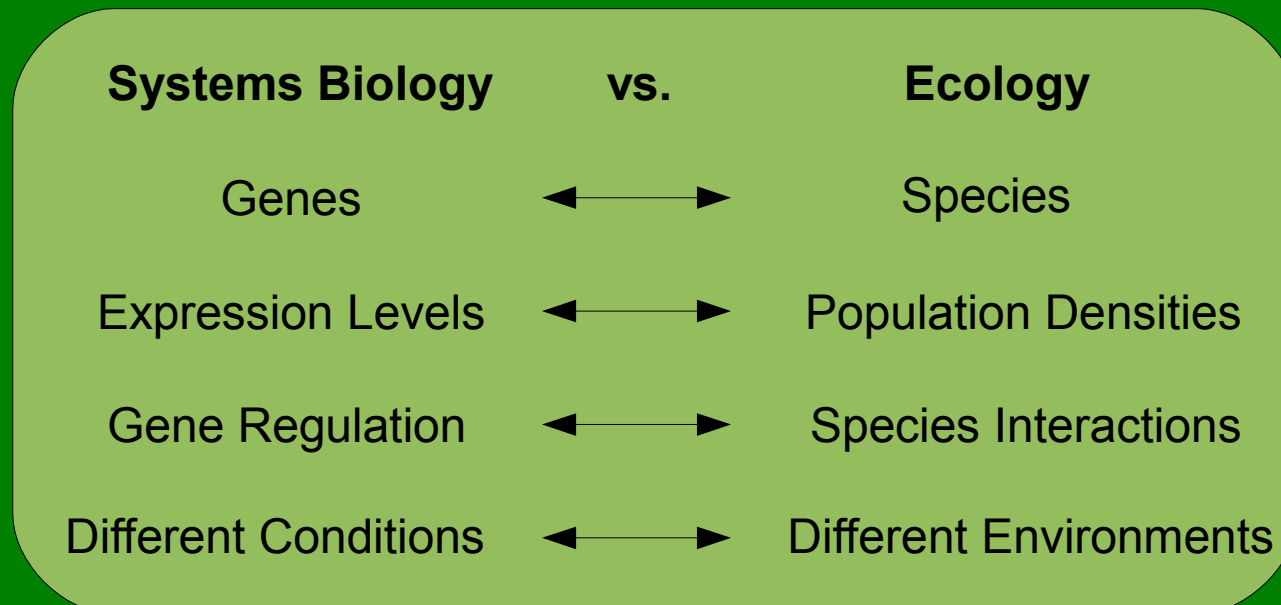 Systems Biology vs. Ecology
Genes Species
Expression Levels Population Densities
Gene Regulation Species Interactions
Different Conditions Different Environments